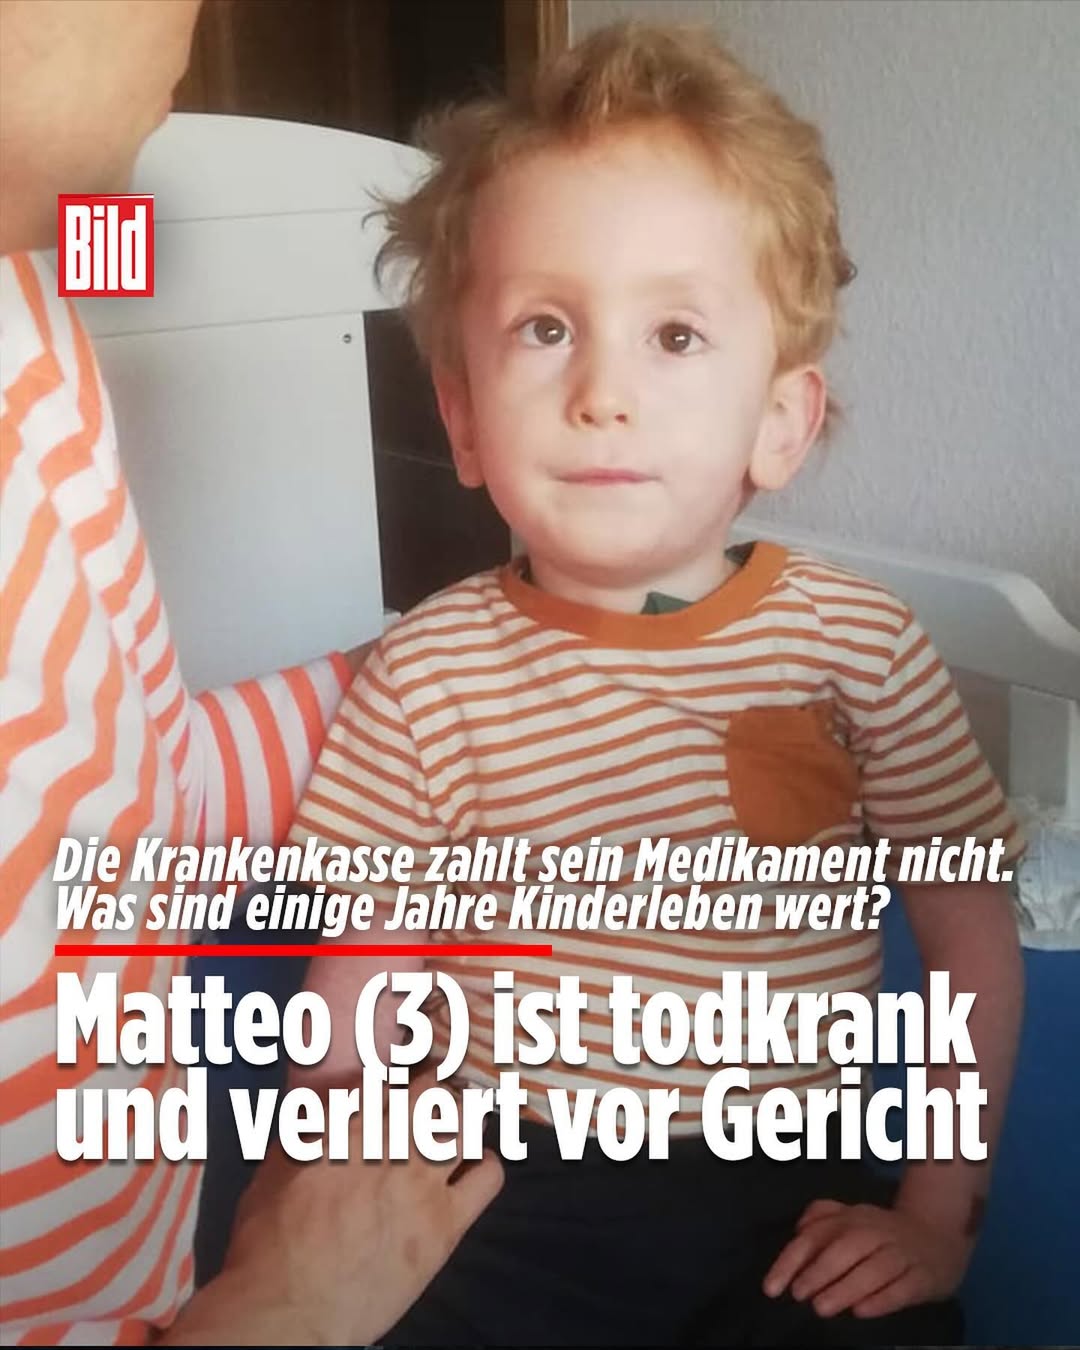 Bild
Die Krankenkasse zahlt sein Medikament nicht.
Was sind einige Jahre Kinderleben wert?
Matteo (3) ist todkrank
und verliert vor Gericht